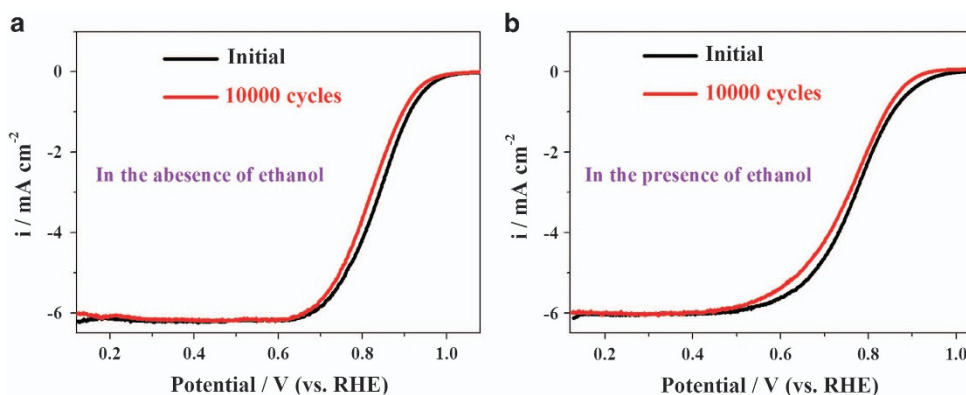 a
Initial
10000 cycles
In the abesence of ethanol
i / mA cm-2
0
-2
-4
-6
0.2 0.4 0.6 0.8 1.0
Potential / V (vs. RHE)
b
Initial
10000 cycles
In the presence of ethanol
i / mA cm-2
0
-2
-4
-6
0.2 0.4 0.6 0.8 1.0
Potential / V (vs. RHE)